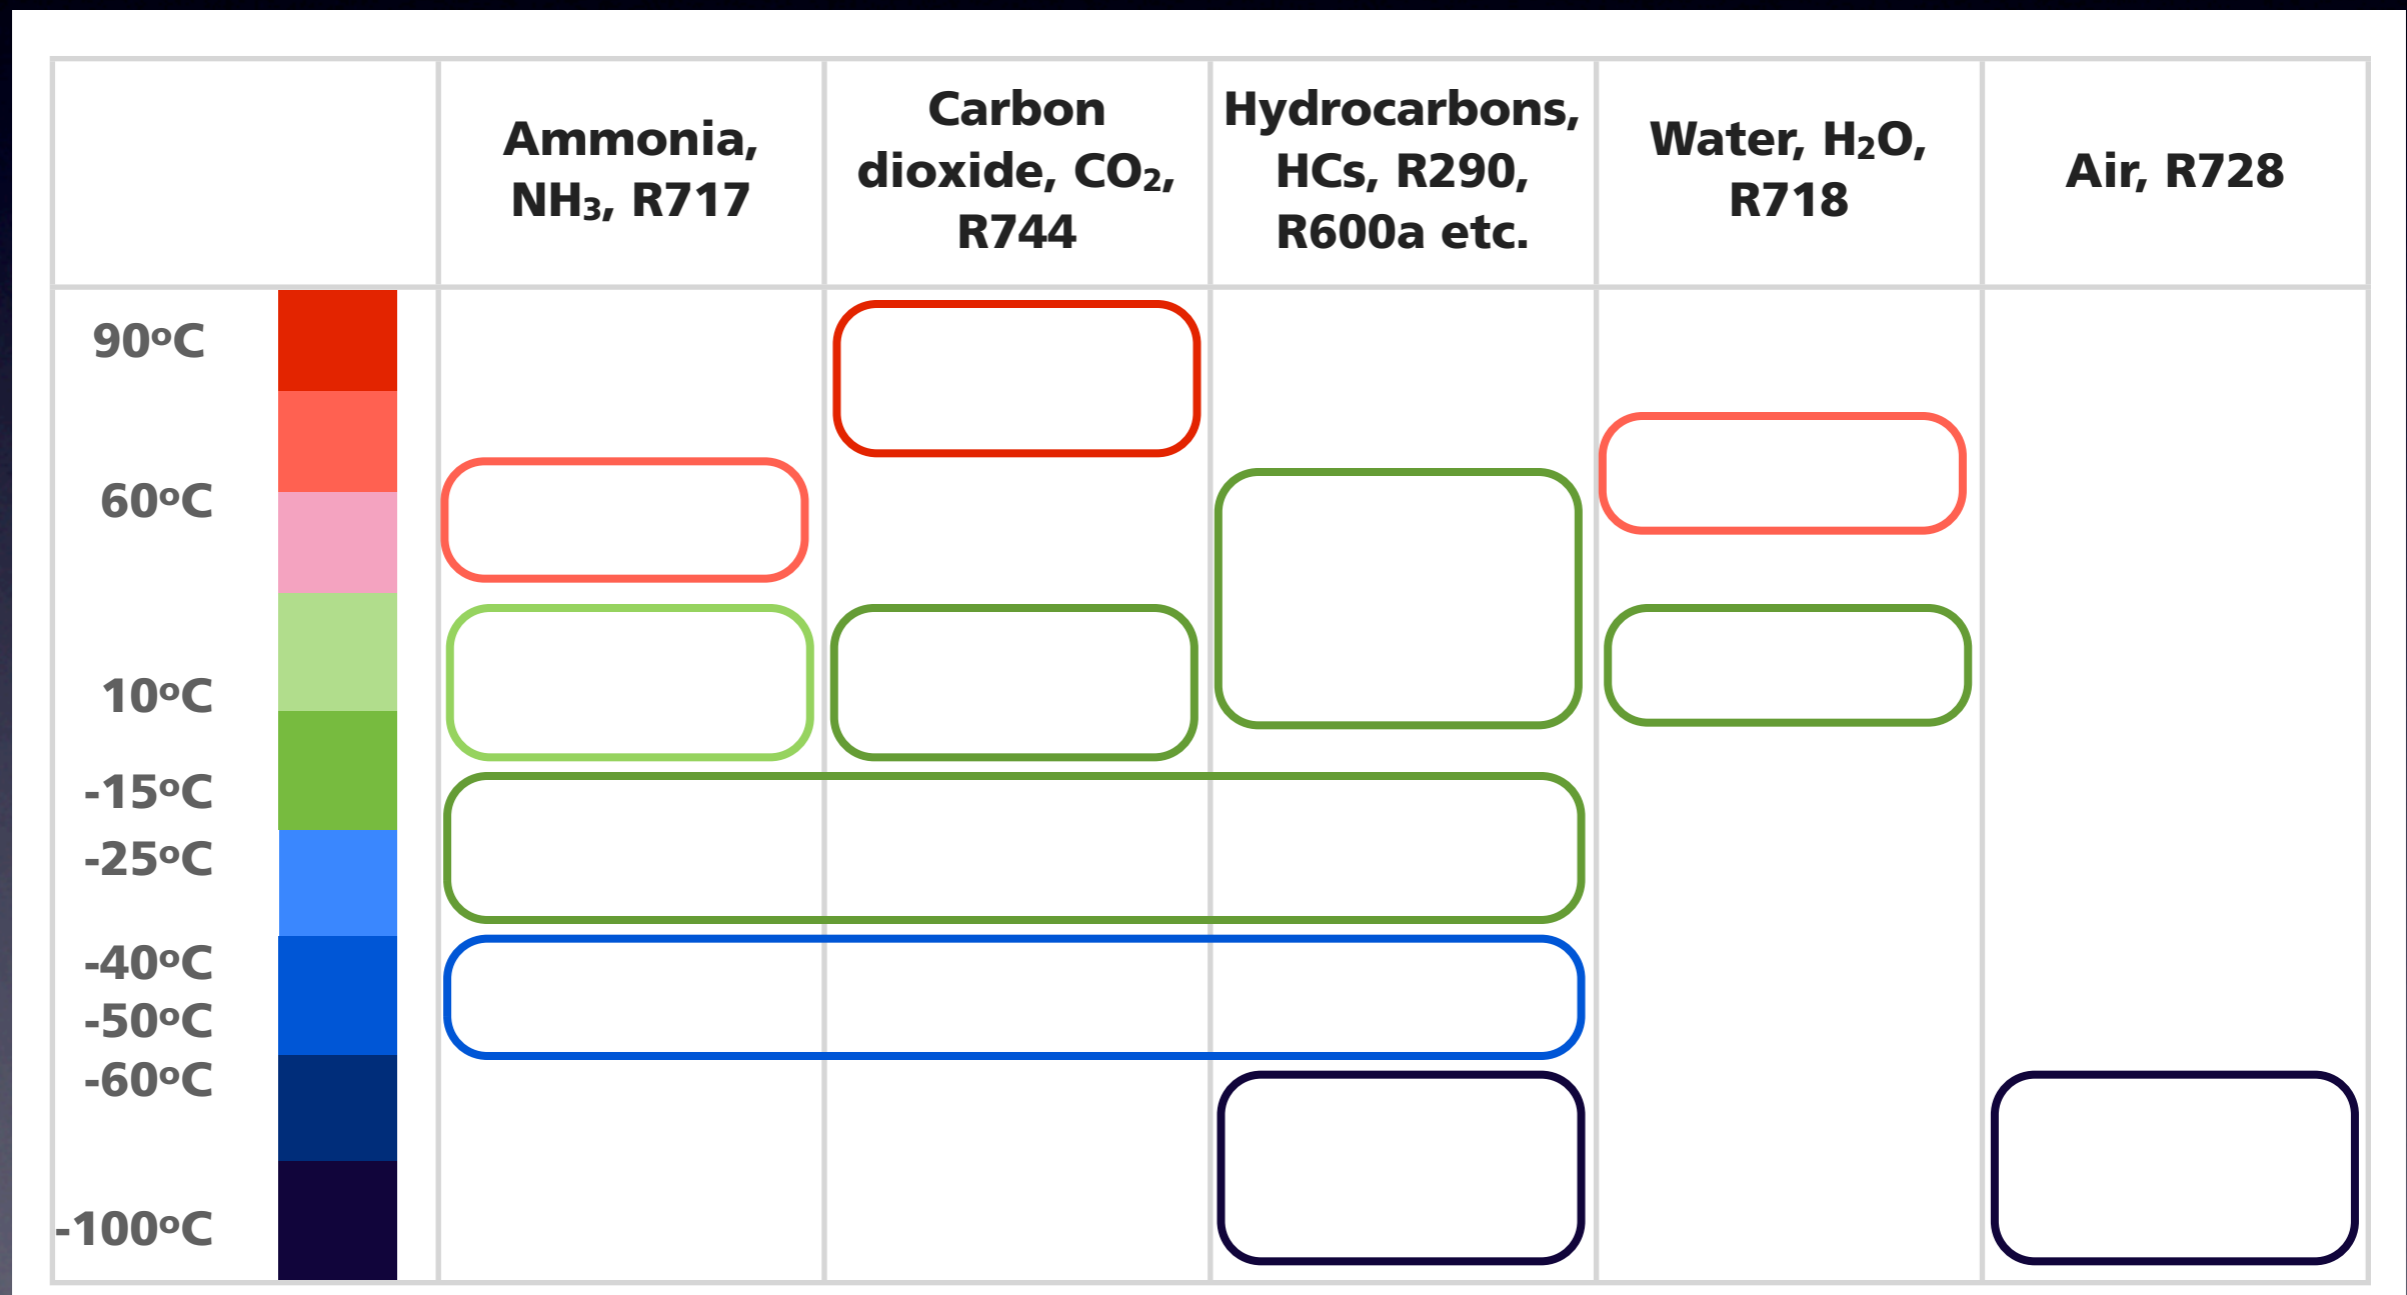 Ammonia,
NH₃, R717
Carbon
dioxide, CO₂,
R744
Hydrocarbons,
HCs, R290,
R600a etc.
Water, H₂O,
R718
Air, R728
90ºC
60ºC
10ºC
-15ºC
-25ºC
-40ºC
-50ºC
-60ºC
-100ºC